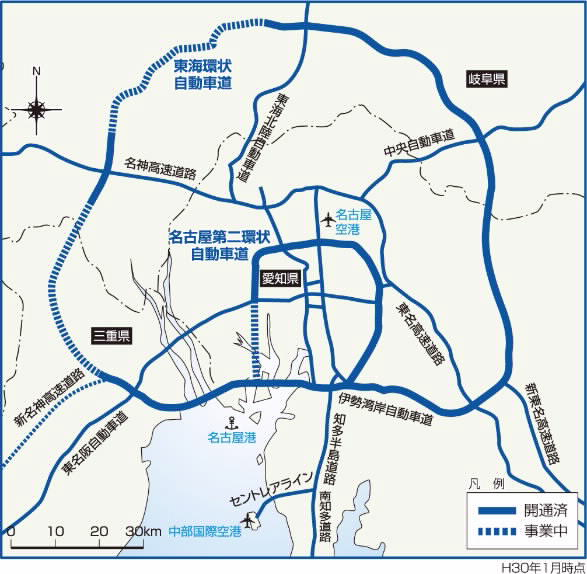 東海環状
自動車道
岐阜県
N
東海北陸自動車道
中央自動車道
名神高速道路
名古屋
空港
名古屋第二環状
自動車道
愛知県
東名高速道路
三重県
新名神高速道路
東名阪自動車道
伊勢湾岸自動車道
新東名高速道路
名古屋港
知多半島道路
セントレアライン
南知多道路
中部国際空港
凡 例
開通済
事業中
0 10 20 30km
H30年1月時点